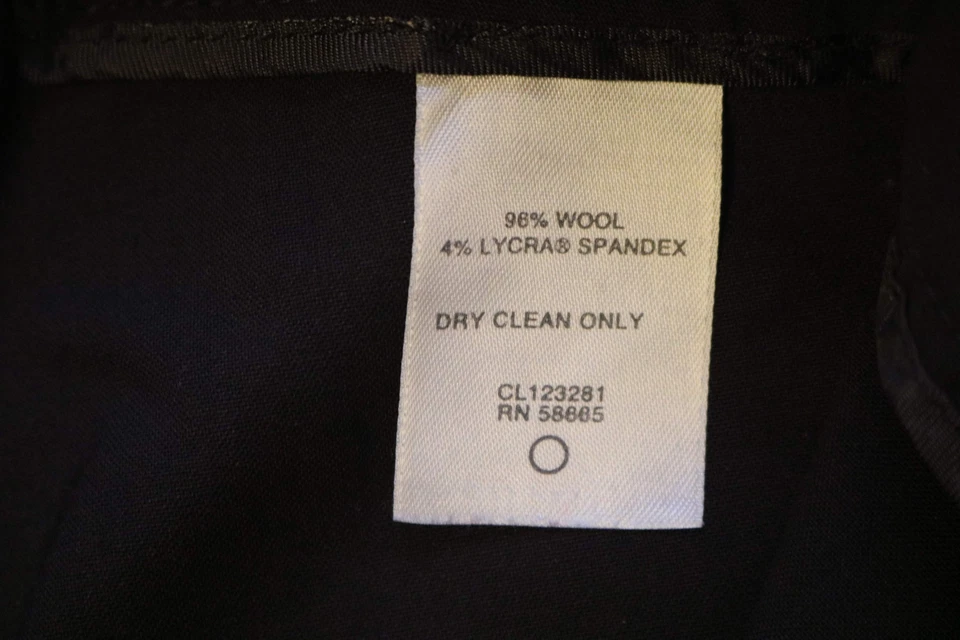 96% WOOL
4% LYCRA® SPANDEX
DRY CLEAN ONLY
CL123281
RN 58665